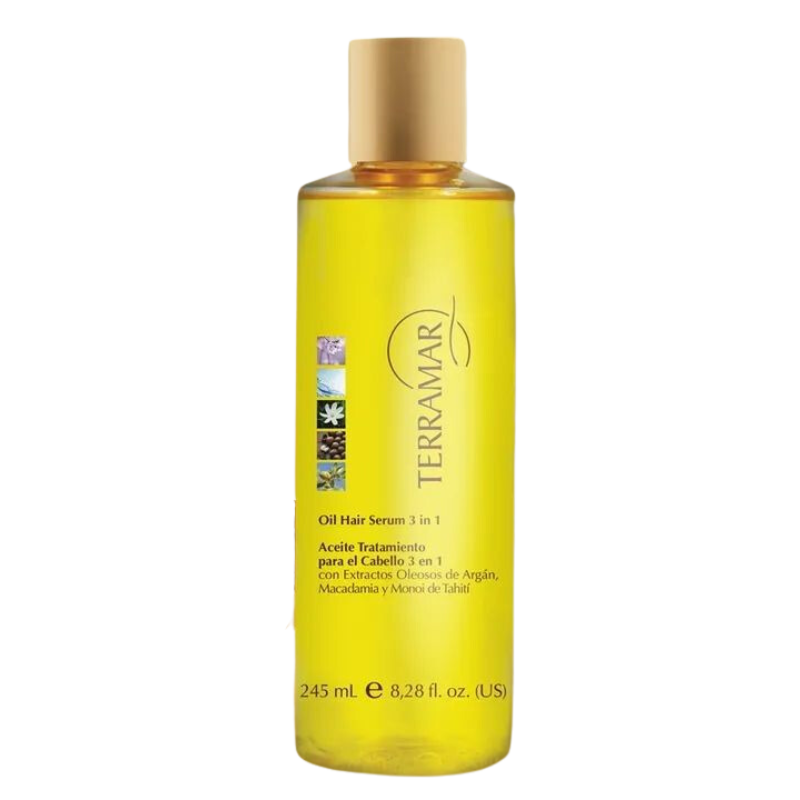 TERRAMAR
Oil Hair Serum 3 in 1
Aceite Tratamiento
para el Cabello 3 en 1
con Extractos Oleosos de Argán,
Macadamia y Monoi de Tahití
245 mL e 8,28 fl. oz. (US)